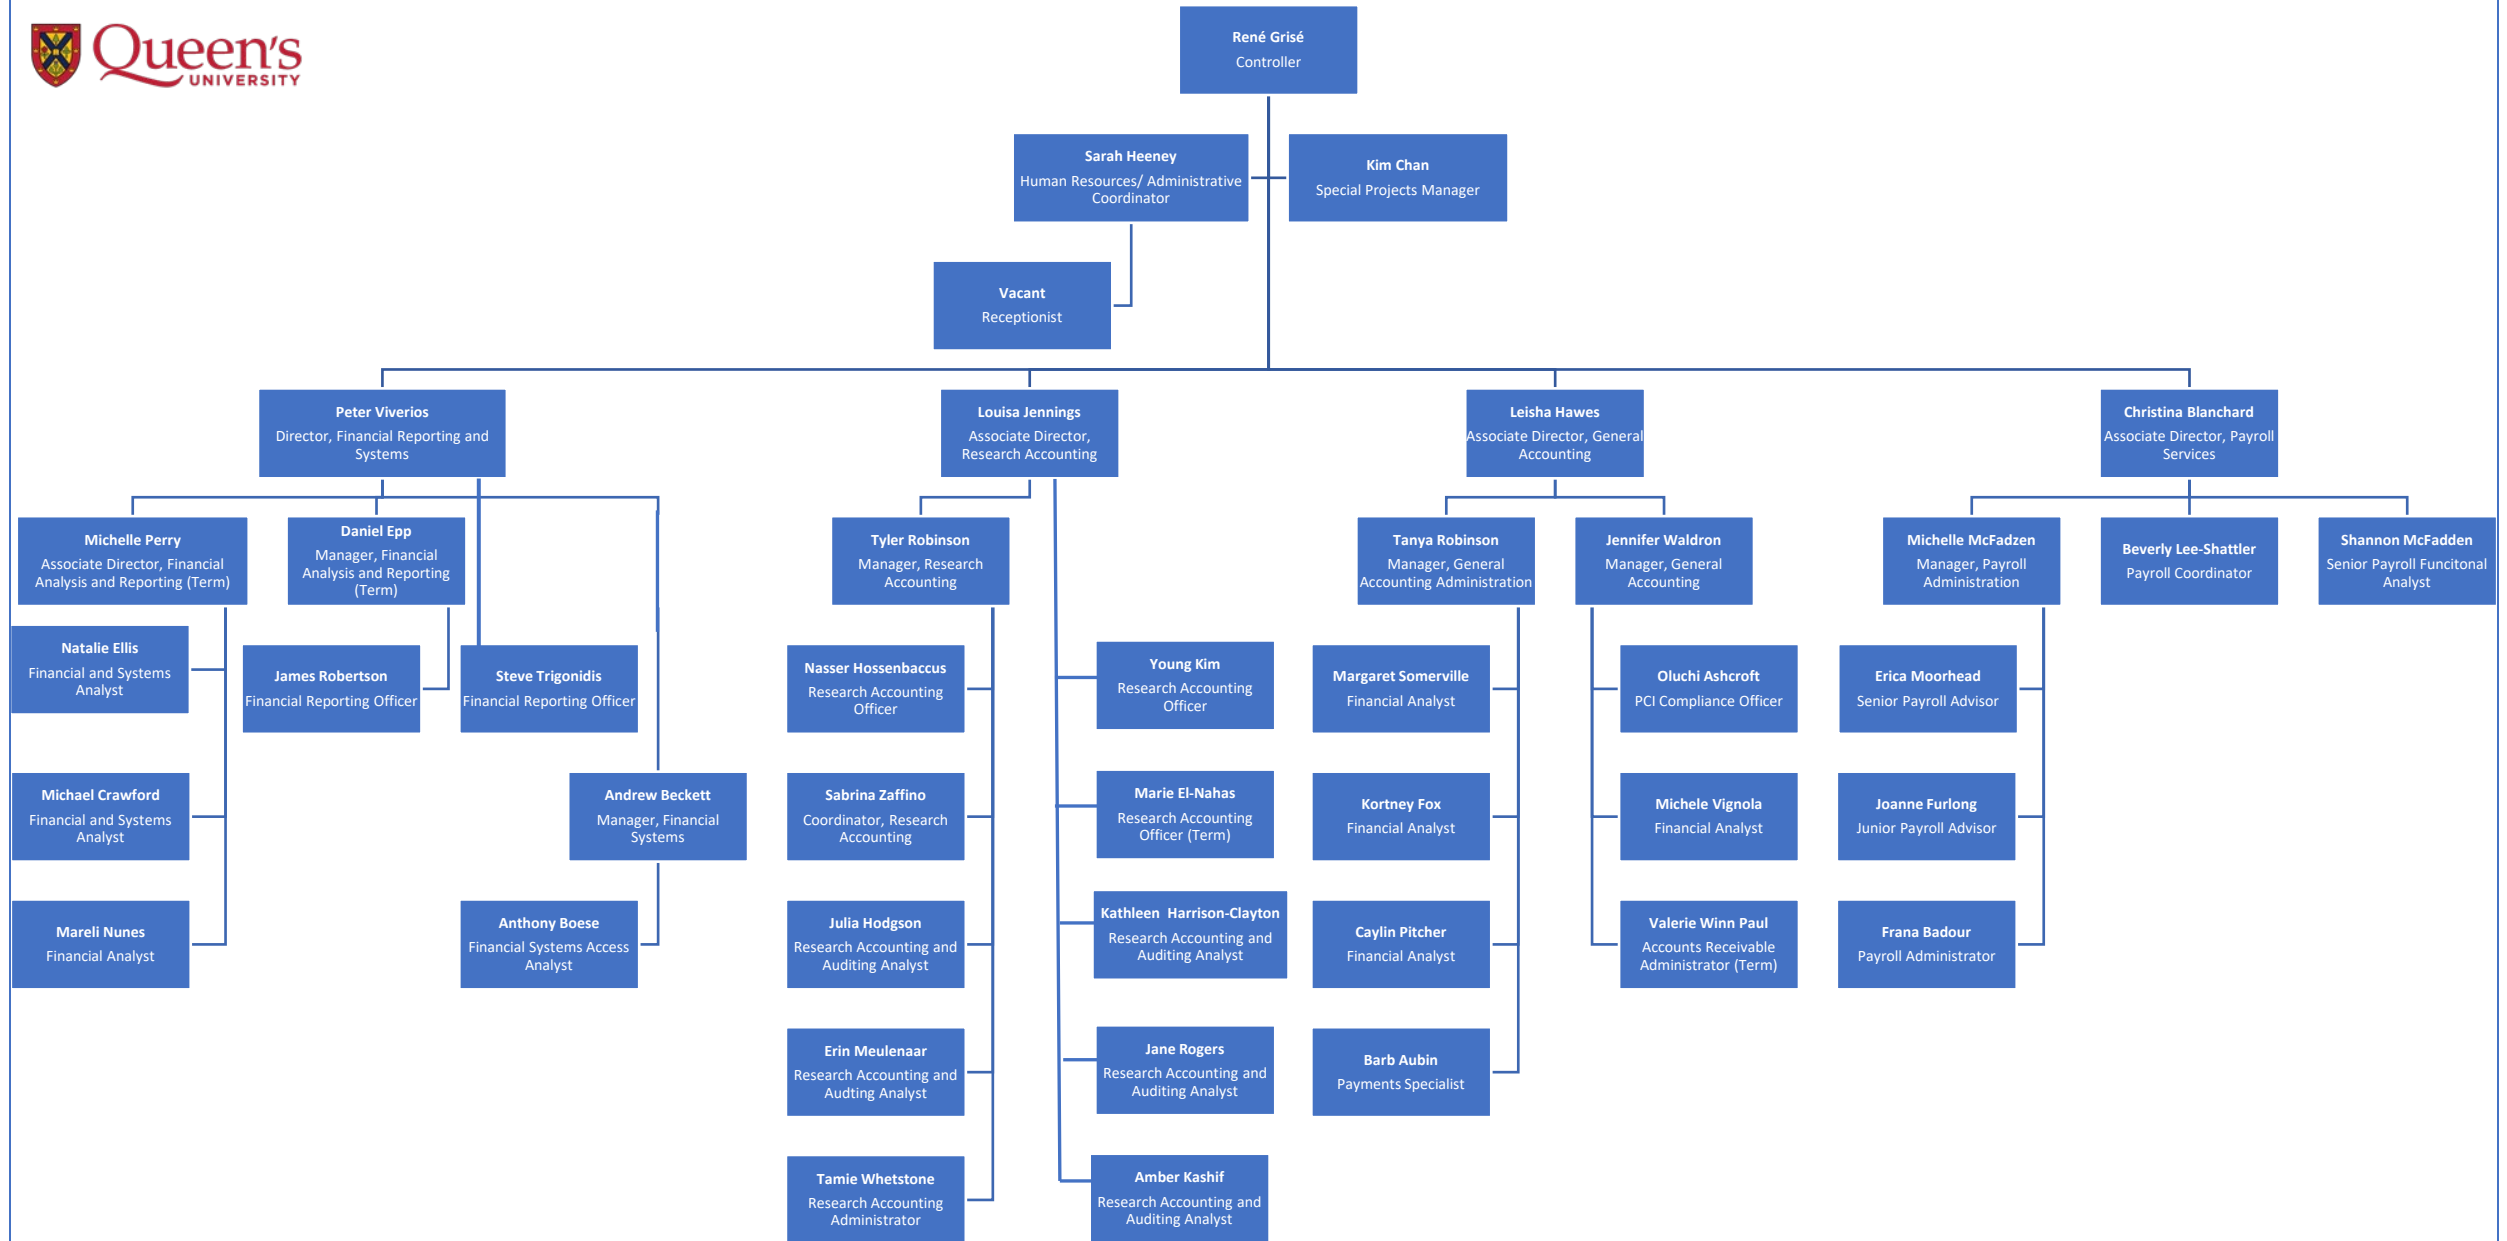 Queen's
UNIVERSITY
René Grisé
Controller
Sarah Heeney
Human Resources/ Administrative
Coordinator
Kim Chan
Special Projects Manager
Vacant
Receptionist
Peter Viverios
Director, Financial Reporting and
Systems
Louisa Jennings
Associate Director,
Research Accounting
Leisha Hawes
Associate Director, General
Accounting
Christina Blanchard
Associate Director, Payroll
Services
Michelle Perry
Associate Director, Financial
Analysis and Reporting (Term)
Daniel Epp
Manager, Financial
Analysis and Reporting
(Term)
Tyler Robinson
Manager, Research
Accounting
Tanya Robinson
Manager, General
Accounting Administration
Jennifer Waldron
Manager, General
Accounting
Michelle McFadzen
Manager, Payroll
Administration
Beverly Lee-Shattler
Payroll Coordinator
Shannon McFadden
Senior Payroll Funcitonal
Analyst
Natalie Ellis
Financial and Systems
Analyst
James Robertson
Financial Reporting Officer
Steve Trigonidis
Financial Reporting Officer
Nasser Hossenbaccus
Research Accounting
Officer
Young Kim
Research Accounting
Officer
Margaret Somerville
Financial Analyst
Oluchi Ashcroft
PCI Compliance Officer
Erica Moorhead
Senior Payroll Advisor
Michael Crawford
Financial and Systems
Analyst
Andrew Beckett
Manager, Financial
Systems
Sabrina Zaffino
Coordinator, Research
Accounting
Marie El-Nahas
Research Accounting
Officer (Term)
Kortney Fox
Financial Analyst
Michele Vignola
Financial Analyst
Joanne Furlong
Junior Payroll Advisor
Mareli Nunes
Financial Analyst
Anthony Boese
Financial Systems Access
Analyst
Julia Hodgson
Research Accounting and
Auditing Analyst
Kathleen  Harrison-Clayton
Research Accounting and
Auditing Analyst
Caylin Pitcher
Financial Analyst
Valerie Winn Paul
Accounts Receivable
Administrator (Term)
Frana Badour
Payroll Administrator
Erin Meulenaar
Research Accounting and
Audting Analyst
Jane Rogers
Research Accounting and
Auditing Analyst
Barb Aubin
Payments Specialist
Tamie Whetstone
Research Accounting
Administrator
Amber Kashif
Research Accounting and
Auditing Analyst